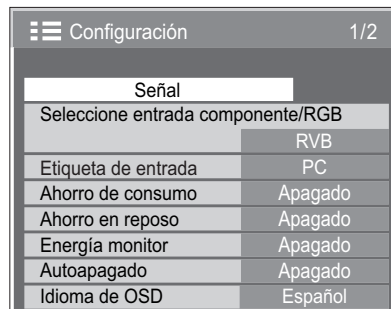 Configuración 1/2
Señal
Seleccione entrada componente/RGB
RVB
Etiqueta de entrada PC
Ahorro de consumo Apagado
Ahorro en reposo Apagado
Energía monitor Apagado
Autoapagado Apagado
Idioma de OSD Español